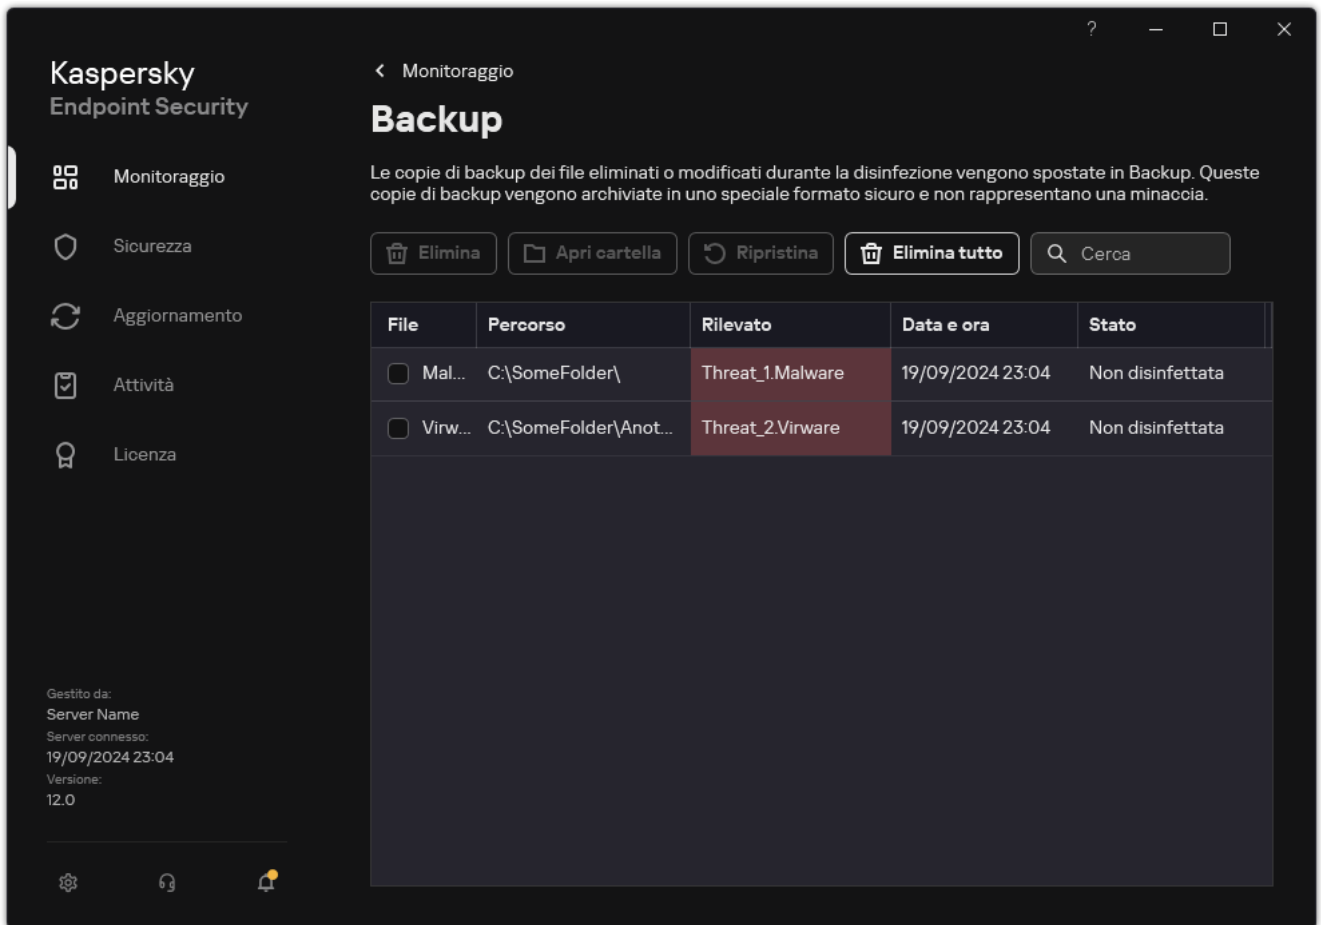 ?
Kaspersky
Endpoint Security
Monitoraggio
Sicurezza
Aggiornamento
Attività
Licenza
Gestito da:
Server Name
Server connesso:
19/09/2024 23:04
Versione:
12.0
Monitoraggio
Backup
Le copie di backup dei file eliminati o modificati durante la disinfezione vengono spostate in Backup. Queste
copie di backup vengono archiviate in uno speciale formato sicuro e non rappresentano una minaccia.
Elimina Apri cartella Ripristina Elimina tutto Cerca
File Percorso Rilevato Data e ora Stato
Mal... C:\SomeFolder\ Threat_1.Malware 19/09/2024 23:04 Non disinfettata
Virw... C:\SomeFolder\Anot... Threat_2.Virware 19/09/2024 23:04 Non disinfettata